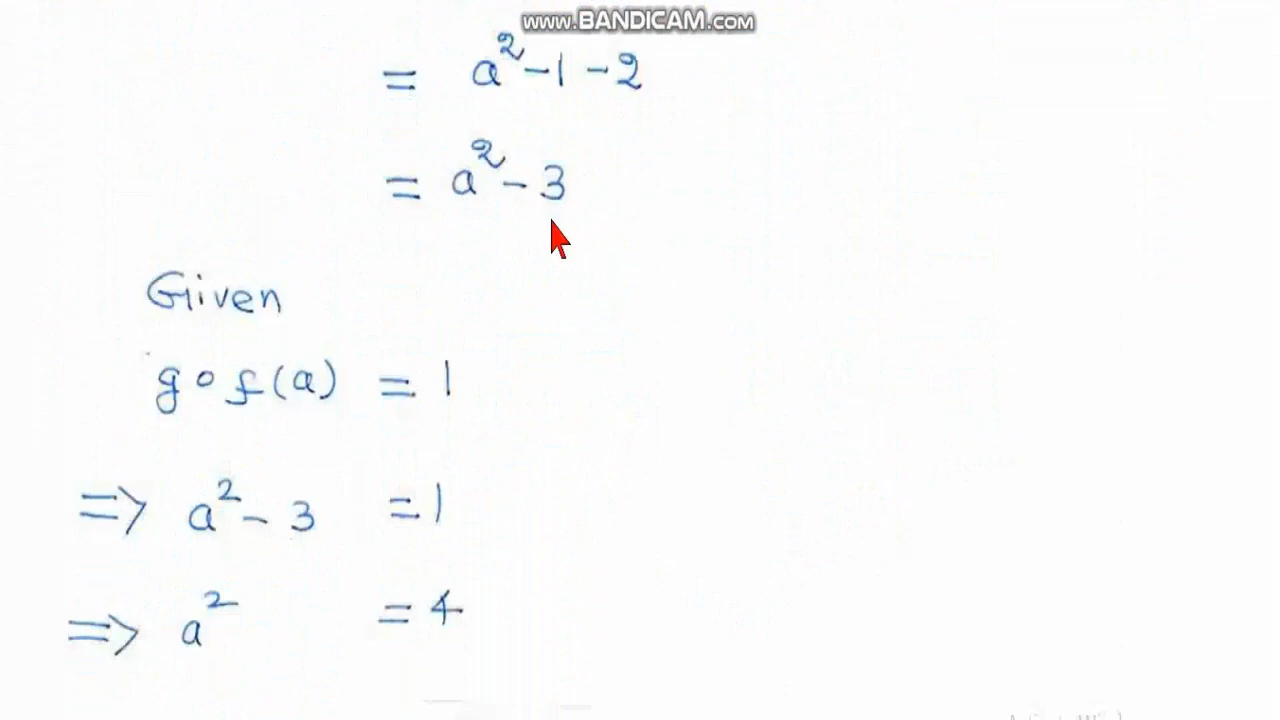 www.BANDICAM.com
= a² - 1 - 2
= a² - 3
Given
g∘f(a) = 1
=> a² - 3 = 1
=> a² = 4